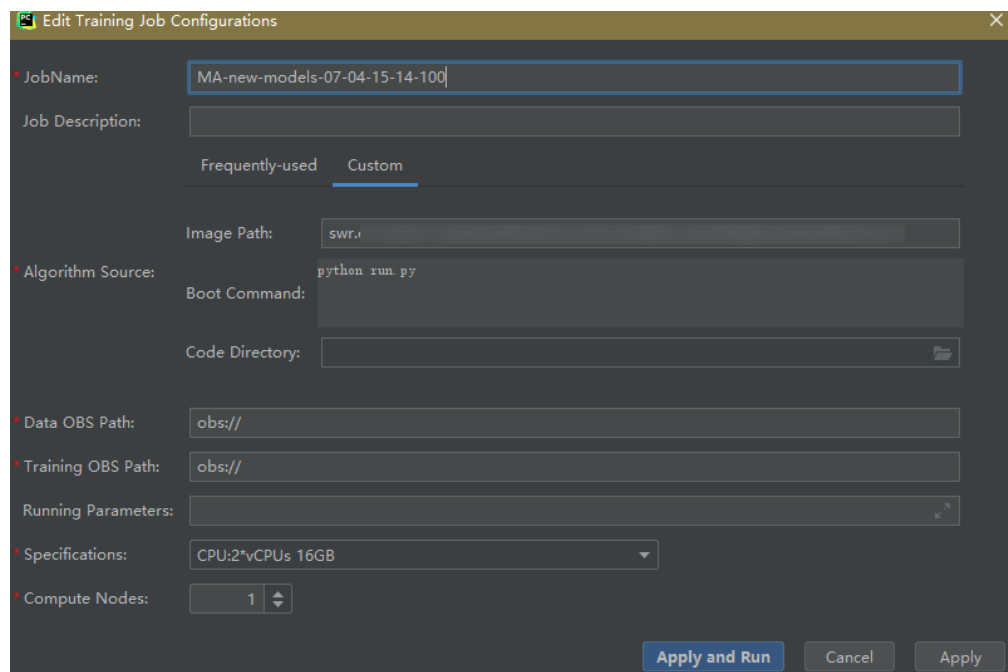 PC Edit Training Job Configurations
* JobName: MA-new-models-07-04-15-14-100
Job Description:
Frequently-used Custom
Image Path: swr.
* Algorithm Source:
python run.py
Boot Command:
Code Directory:
* Data OBS Path: obs://
* Training OBS Path: obs://
Running Parameters:
* Specifications: CPU:2*vCPUs 16GB
* Compute Nodes: 1
Apply and Run Cancel Apply